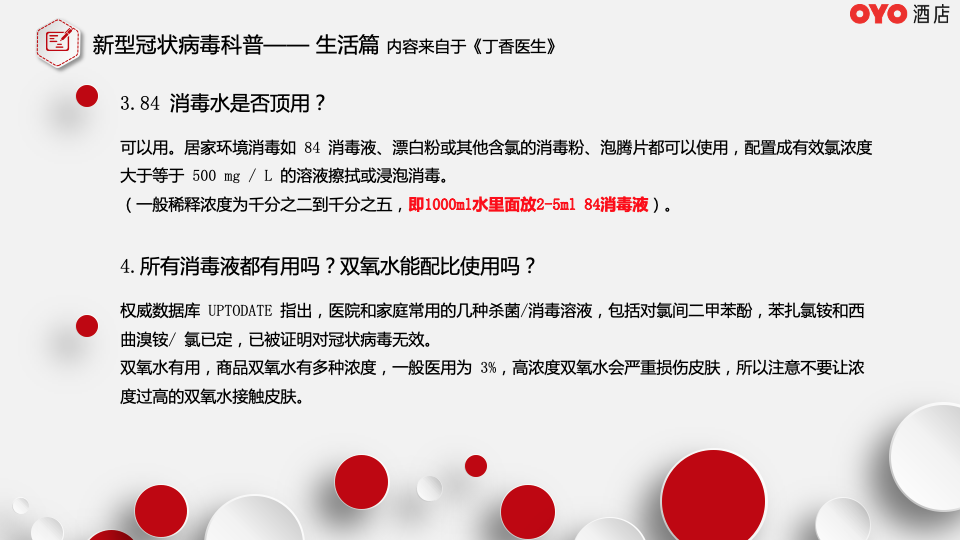 OYO 酒店
新型冠状病毒科普—— 生活篇 内容来自于《丁香医生》
3.84 消毒水是否顶用？
可以用。居家环境消毒如 84 消毒液、漂白粉或其他含氯的消毒粉、泡腾片都可以使用，配置成有效氯浓度
大于等于 500 mg / L 的溶液擦拭或浸泡消毒。
（一般稀释浓度为千分之二到千分之五，即1000ml水里面放2-5ml 84消毒液）。
4.所有消毒液都有用吗？双氧水能配比使用吗？
权威数据库 UPTODATE 指出，医院和家庭常用的几种杀菌/消毒溶液，包括对氯间二甲苯酚，苯扎氯铵和西
曲溴铵/ 氯已定，已被证明对冠状病毒无效。
双氧水有用，商品双氧水有多种浓度，一般医用为 3%，高浓度双氧水会严重损伤皮肤，所以注意不要让浓
度过高的双氧水接触皮肤。